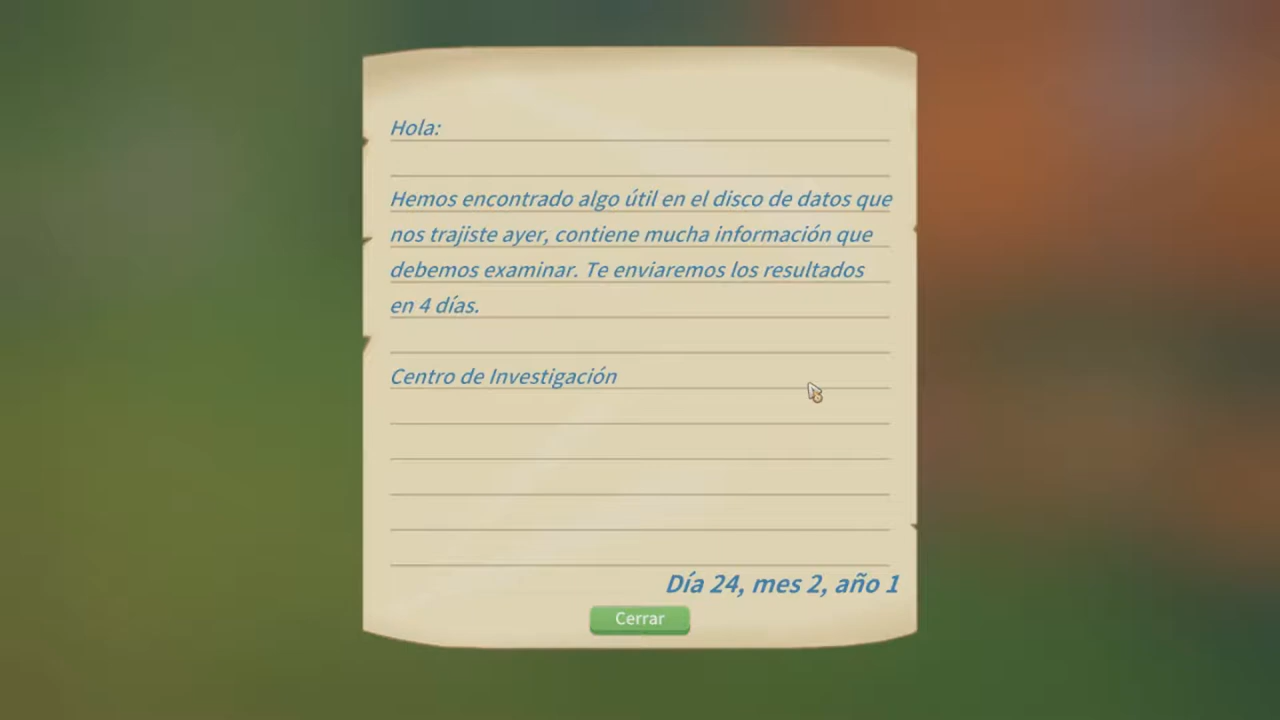 Hola:
Hemos encontrado algo útil en el disco de datos que
nos trajiste ayer, contiene mucha información que
debemos examinar. Te enviaremos los resultados
en 4 días.
Centro de Investigación
Día 24, mes 2, año 1
Cerrar